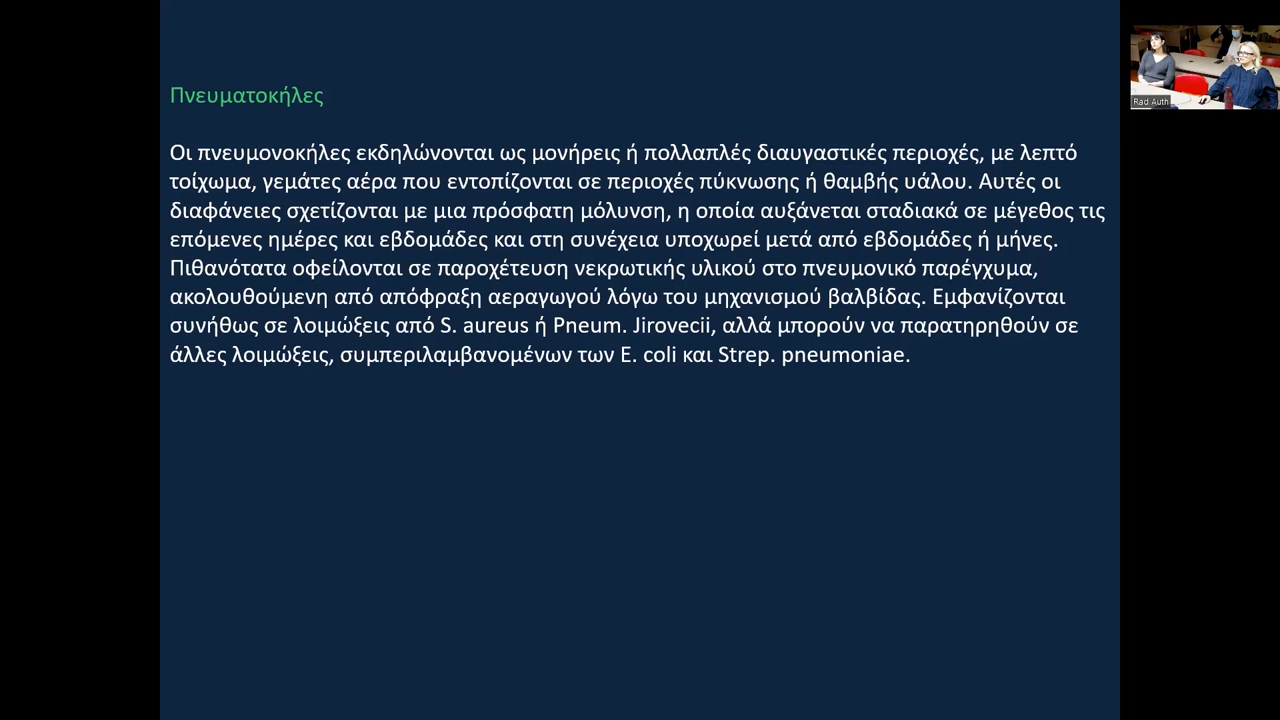 Πνευματοκήλες
Οι πνευμονοκήλες εκδηλώνονται ως μονήρεις ή πολλαπλές διαυγαστικές περιοχές, με λεπτό
τοίχωμα, γεμάτες αέρα που εντοπίζονται σε περιοχές πύκνωσης ή θαμβής υάλου. Αυτές οι
διαφάνειες σχετίζονται με μια πρόσφατη μόλυνση, η οποία αυξάνεται σταδιακά σε μέγεθος τις
επόμενες ημέρες και εβδομάδες και στη συνέχεια υποχωρεί μετά από εβδομάδες ή μήνες.
Πιθανότατα οφείλονται σε παροχέτευση νεκρωτικής υλικού στο πνευμονικό παρέγχυμα,
ακολουθούμενη από απόφραξη αεραγωγού λόγω του μηχανισμού βαλβίδας. Εμφανίζονται
συνήθως σε λοιμώξεις από S. aureus ή Pneum. Jirovecii, αλλά μπορούν να παρατηρηθούν σε
άλλες λοιμώξεις, συμπεριλαμβανομένων των E. coli και Strep. pneumoniae.
Rad Auth